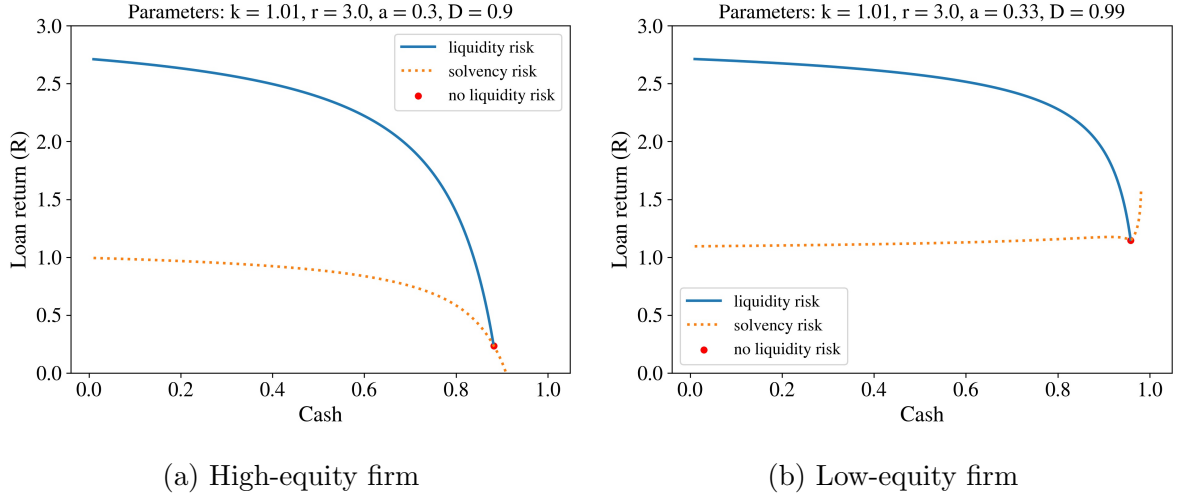 Parameters: k = 1.01, r = 3.0, a = 0.3, D = 0.9
3.0
2.5
2.0
1.5
1.0
0.5
0.0
Loan return (R)
liquidity risk
solvency risk
no liquidity risk
0.0 0.2 0.4 0.6 0.8 1.0
Cash
(a) High-equity firm
Parameters: k = 1.01, r = 3.0, a = 0.33, D = 0.99
3.0
2.5
2.0
1.5
1.0
0.5
0.0
Loan return (R)
liquidity risk
solvency risk
no liquidity risk
0.0 0.2 0.4 0.6 0.8 1.0
Cash
(b) Low-equity firm